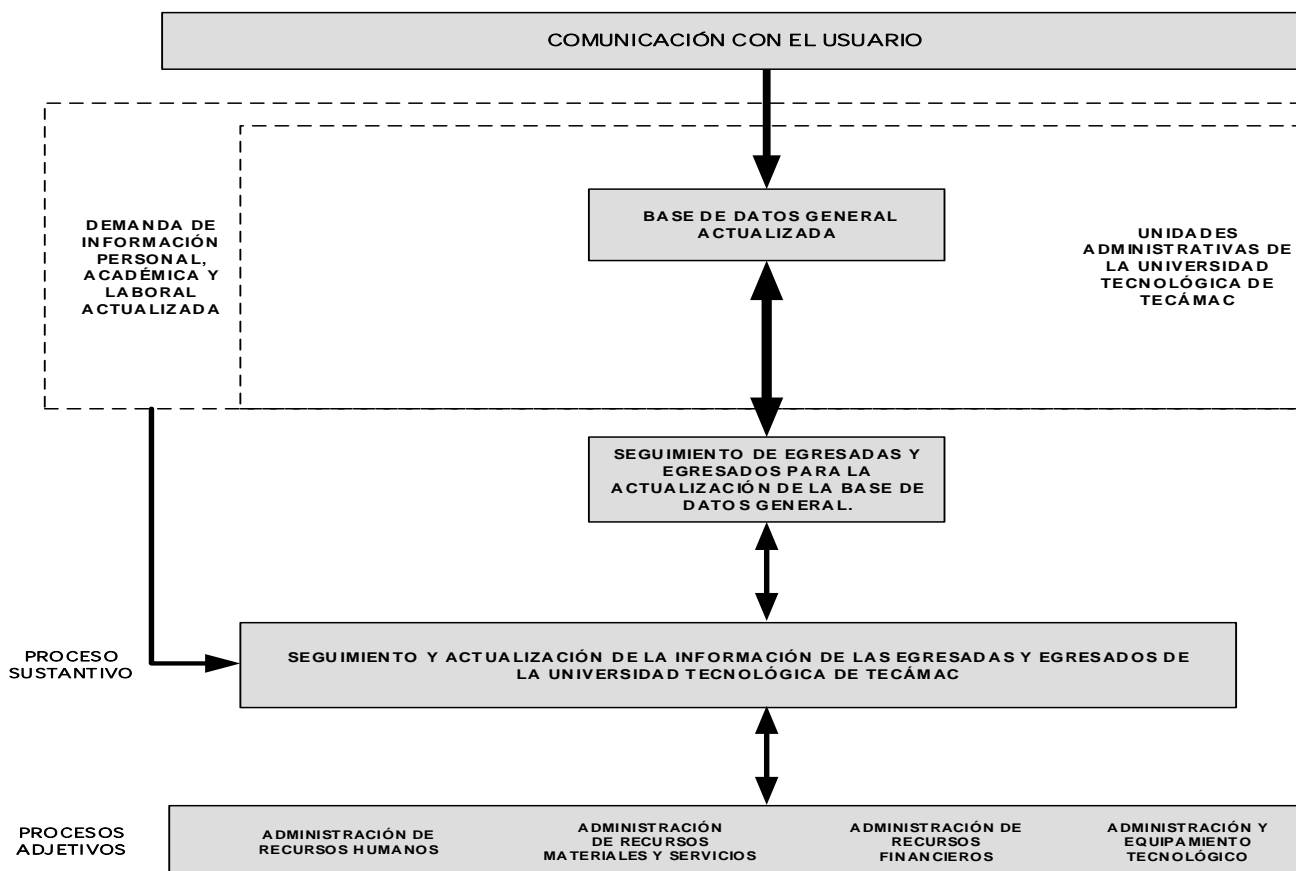 COMUNICACIÓN CON EL USUARIO
BASE DE DATOS GENERAL
ACTUALIZADA
DEMANDA DE
INFORMACIÓN
PERSONAL,
ACADÉMICA Y
LABORAL
ACTUALIZADA
UNIDADES
ADMINISTRATIVAS DE
LA UNIVERSIDAD
TECNOLÓGICA DE
TECÁMAC
SEGUIMIENTO DE EGRESADAS Y
EGRESADOS PARA LA
ACTUALIZACIÓN DE LA BASE DE
DATOS GENERAL.
PROCESO
SUSTANTIVO
SEGUIMIENTO Y ACTUALIZACIÓN DE LA INFORMACIÓN DE LAS EGRESADAS Y EGRESADOS DE
LA UNIVERSIDAD TECNOLÓGICA DE TECÁMAC
PROCESOS
ADJETIVOS
ADMINISTRACIÓN DE
RECURSOS HUMANOS
ADMINISTRACIÓN
DE RECURSOS
MATERIALES Y SERVICIOS
ADMINISTRACIÓN DE
RECURSOS
FINANCIEROS
ADMINISTRACIÓN Y
EQUIPAMIENTO
TECNOLÓGICO